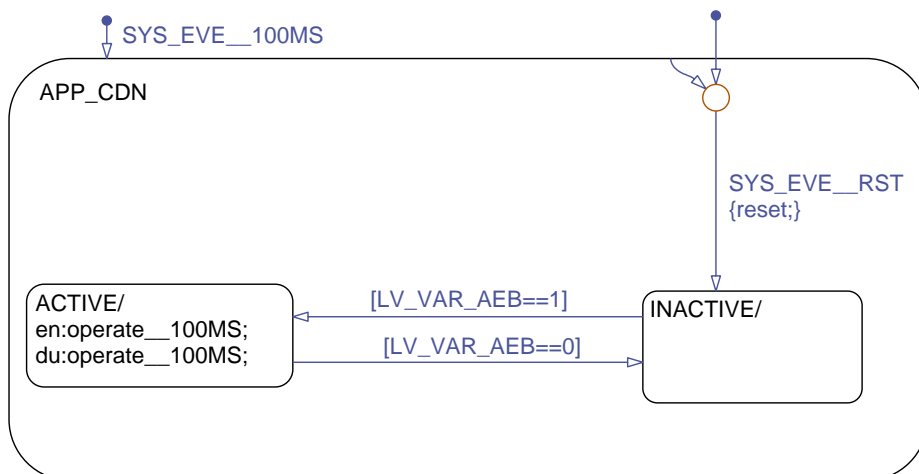 SYS_EVE__100MS
APP_CDN
SYS_EVE__RST
{reset;}
ACTIVE/
en:operate__100MS;
du:operate__100MS;
[LV_VAR_AEB==1]
[LV_VAR_AEB==0]
INACTIVE/